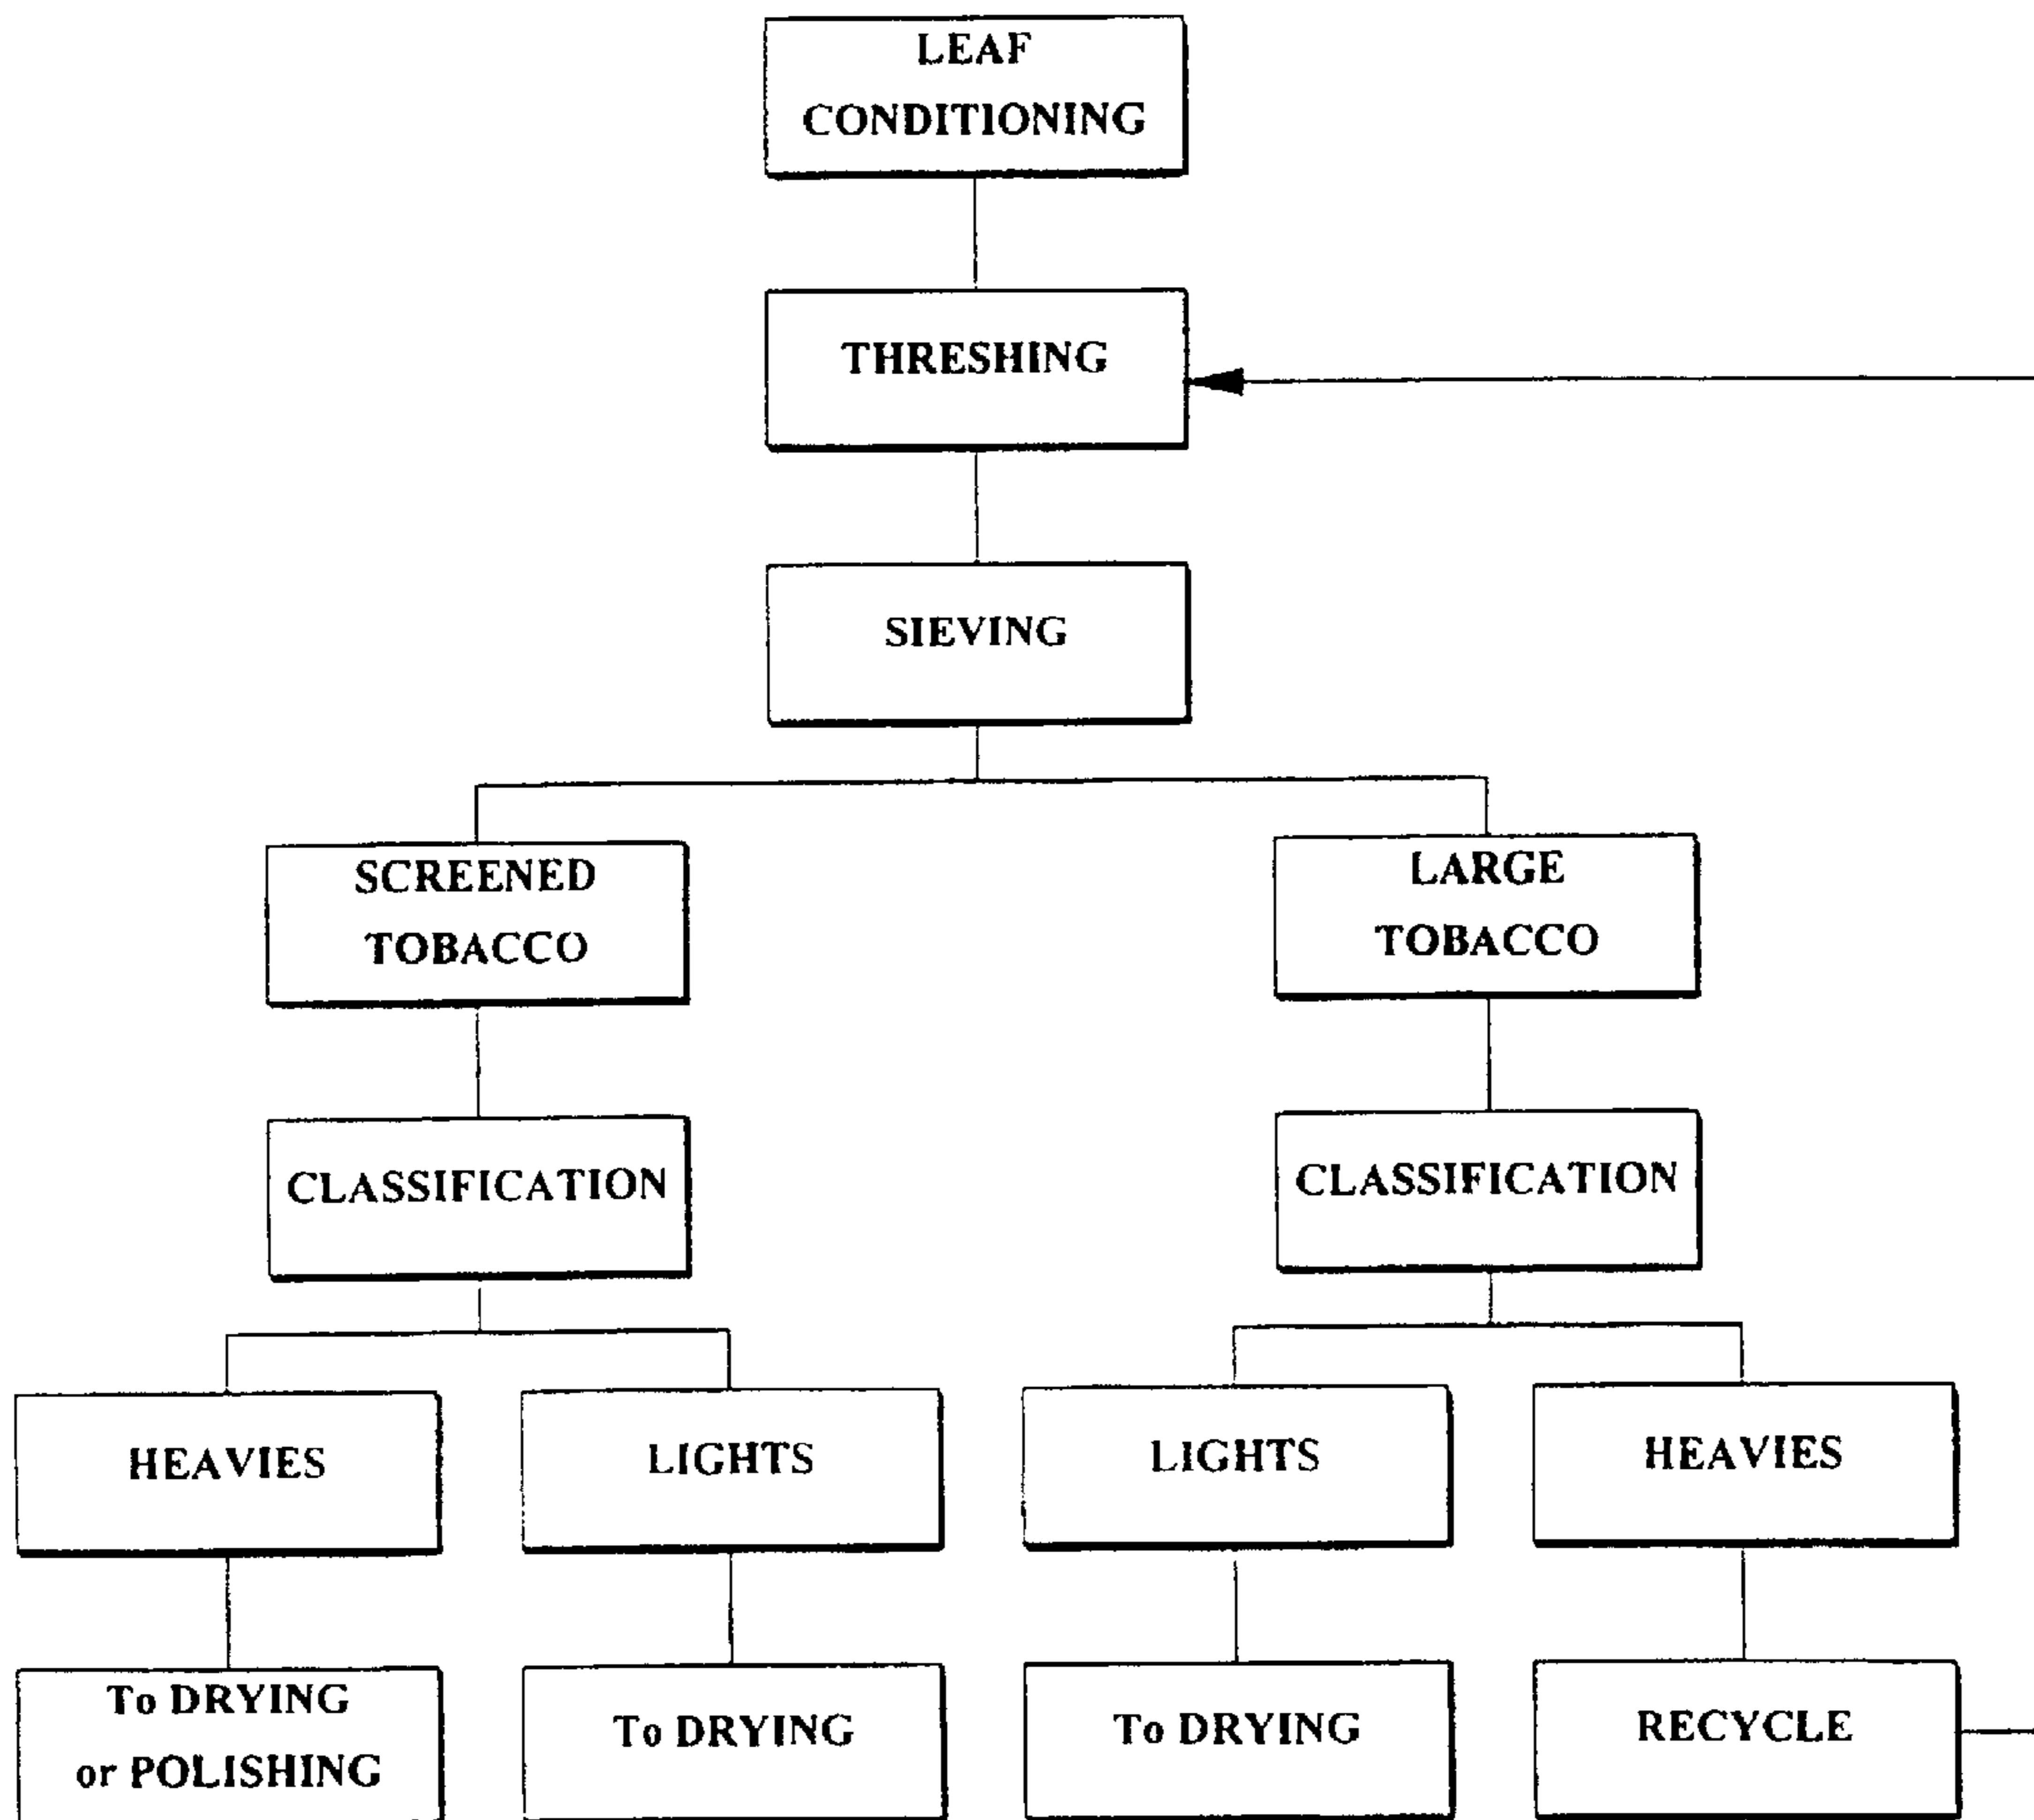 LEAF
CONDITIONING
THRESHING
SIEVING
SCREENED
TOBACCO
LARGE
TOBACCO
CLASSIFICATION
CLASSIFICATION
HEAVIES
LIGHTS
LIGHTS
HEAVIES
To DRYING
or POLISHING
To DRYING
To DRYING
RECYCLE